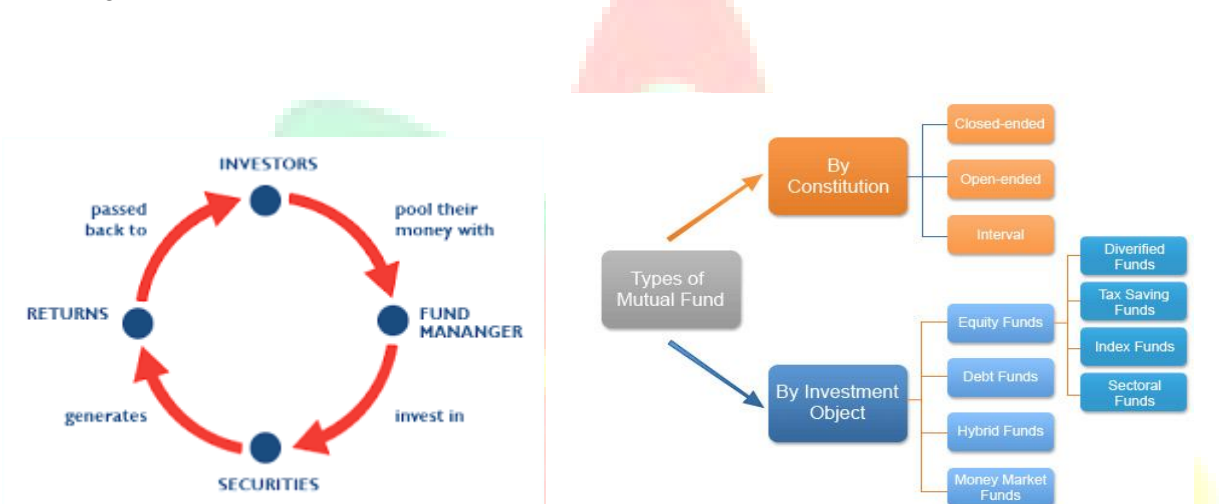 INVESTORS
pool their
money with
FUND
MANANGER
invest in
SECURITIES
generates
RETURNS
passed
back to
Types of
Mutual Fund
By
Constitution
Closed-ended
Open-ended
Interval
By Investment
Object
Equity Funds
Debt Funds
Hybrid Funds
Money Market
Funds
Diverified
Funds
Tax Saving
Funds
Index Funds
Sectoral
Funds